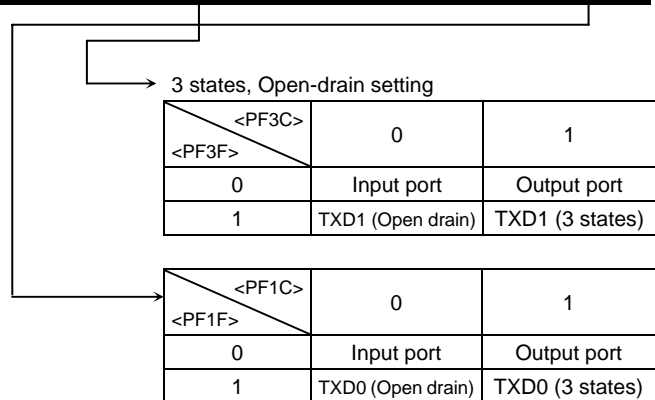 3 states, Open-drain setting
<PF3C>
<PF3F>
0
1
0
Input port
Output port
1
TXD1 (Open drain)
TXD1 (3 states)
<PF1C>
<PF1F>
0
1
0
Input port
Output port
1
TXD0 (Open drain)
TXD0 (3 states)